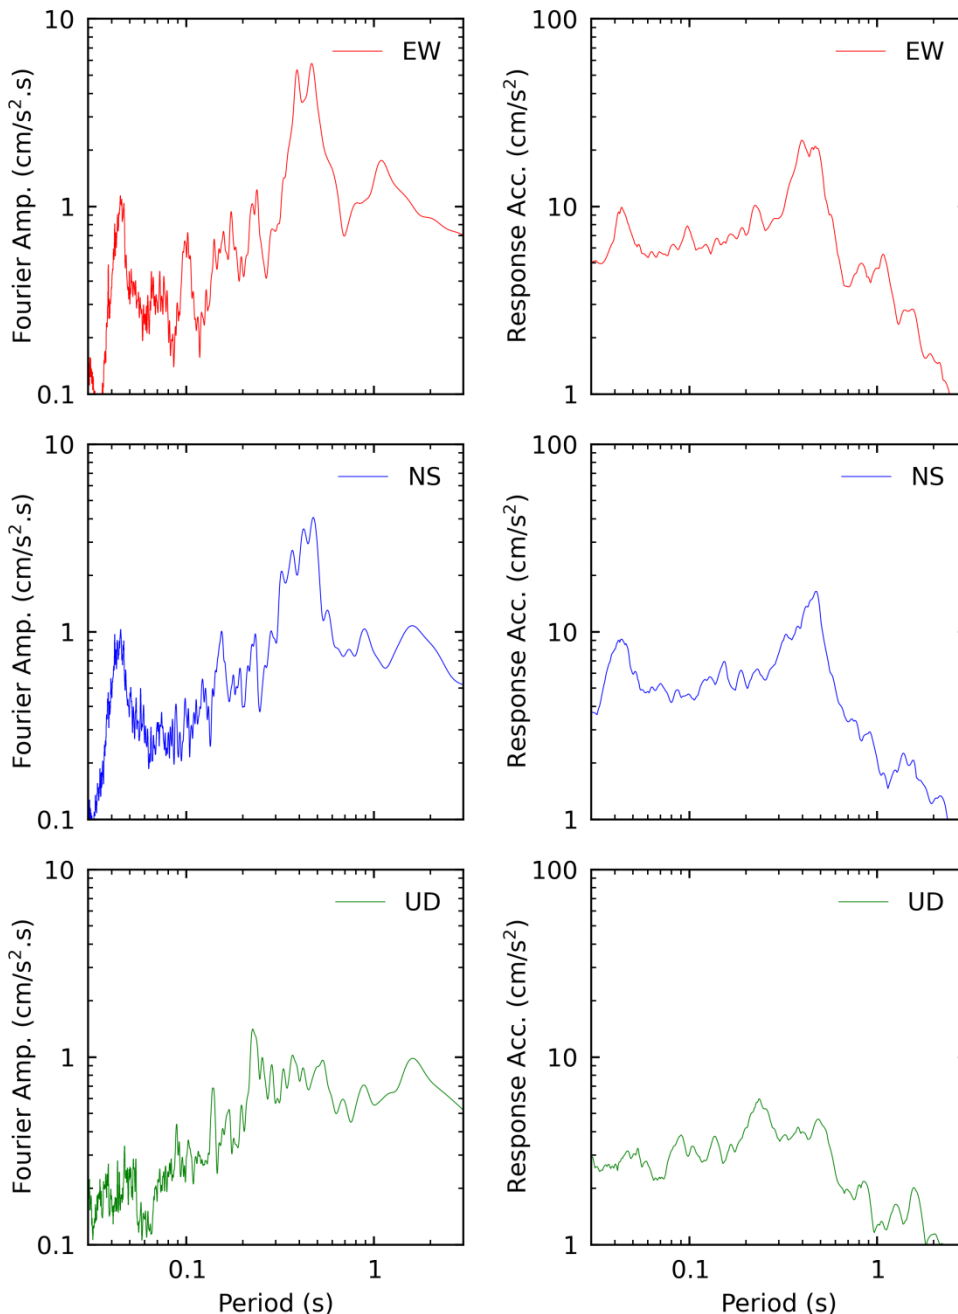 10
1
0.1
Fourier Amp. (cm/s².s)
EW
100
10
1
Response Acc. (cm/s²)
EW
10
1
0.1
Fourier Amp. (cm/s².s)
NS
100
10
1
Response Acc. (cm/s²)
NS
10
1
0.1
Fourier Amp. (cm/s².s)
UD
0.1 1
Period (s)
100
10
1
Response Acc. (cm/s²)
UD
0.1 1
Period (s)